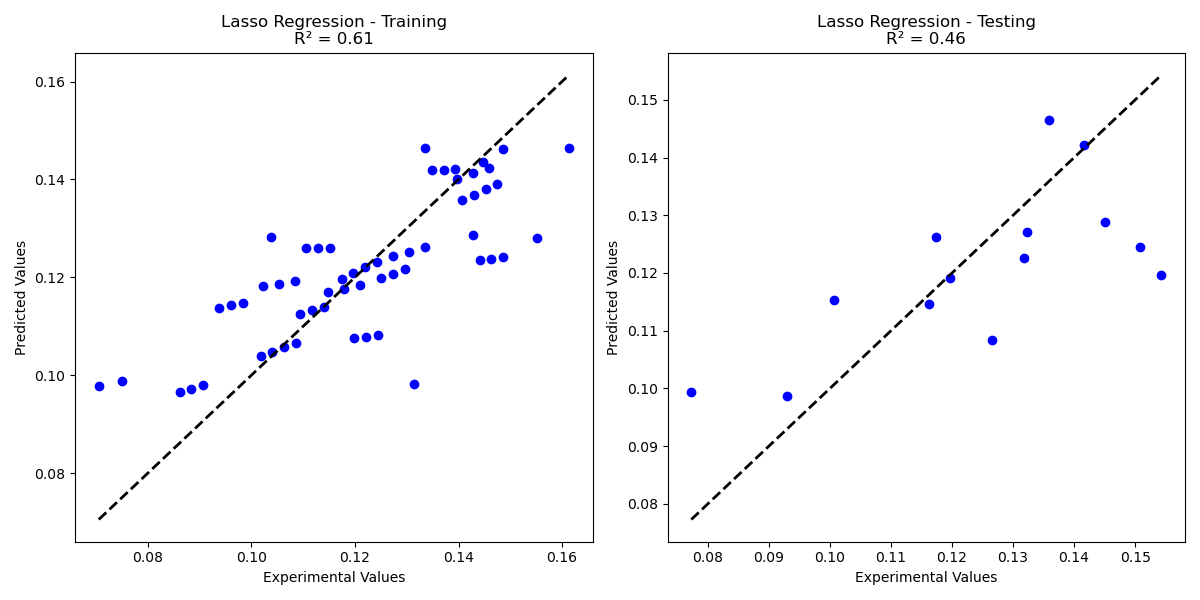 Lasso Regression - Training
R² = 0.61
Predicted Values
0.16
0.14
0.12
0.10
0.08
0.08 0.10 0.12 0.14 0.16
Experimental Values
Lasso Regression - Testing
R² = 0.46
Predicted Values
0.15
0.14
0.13
0.12
0.11
0.10
0.09
0.08
0.08 0.09 0.10 0.11 0.12 0.13 0.14 0.15
Experimental Values